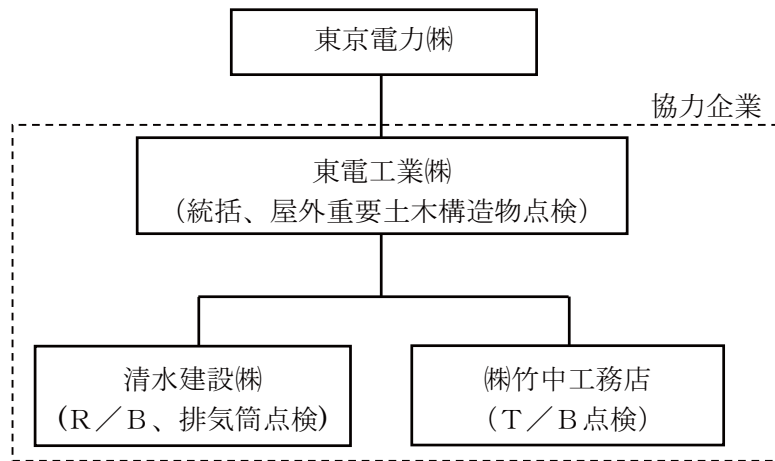 東京電力㈱
協力企業
東電工業㈱
（統括、屋外重要土木構造物点検）
清水建設㈱
(Ｒ／Ｂ、排気筒点検)
㈱竹中工務店
（Ｔ／Ｂ点検）